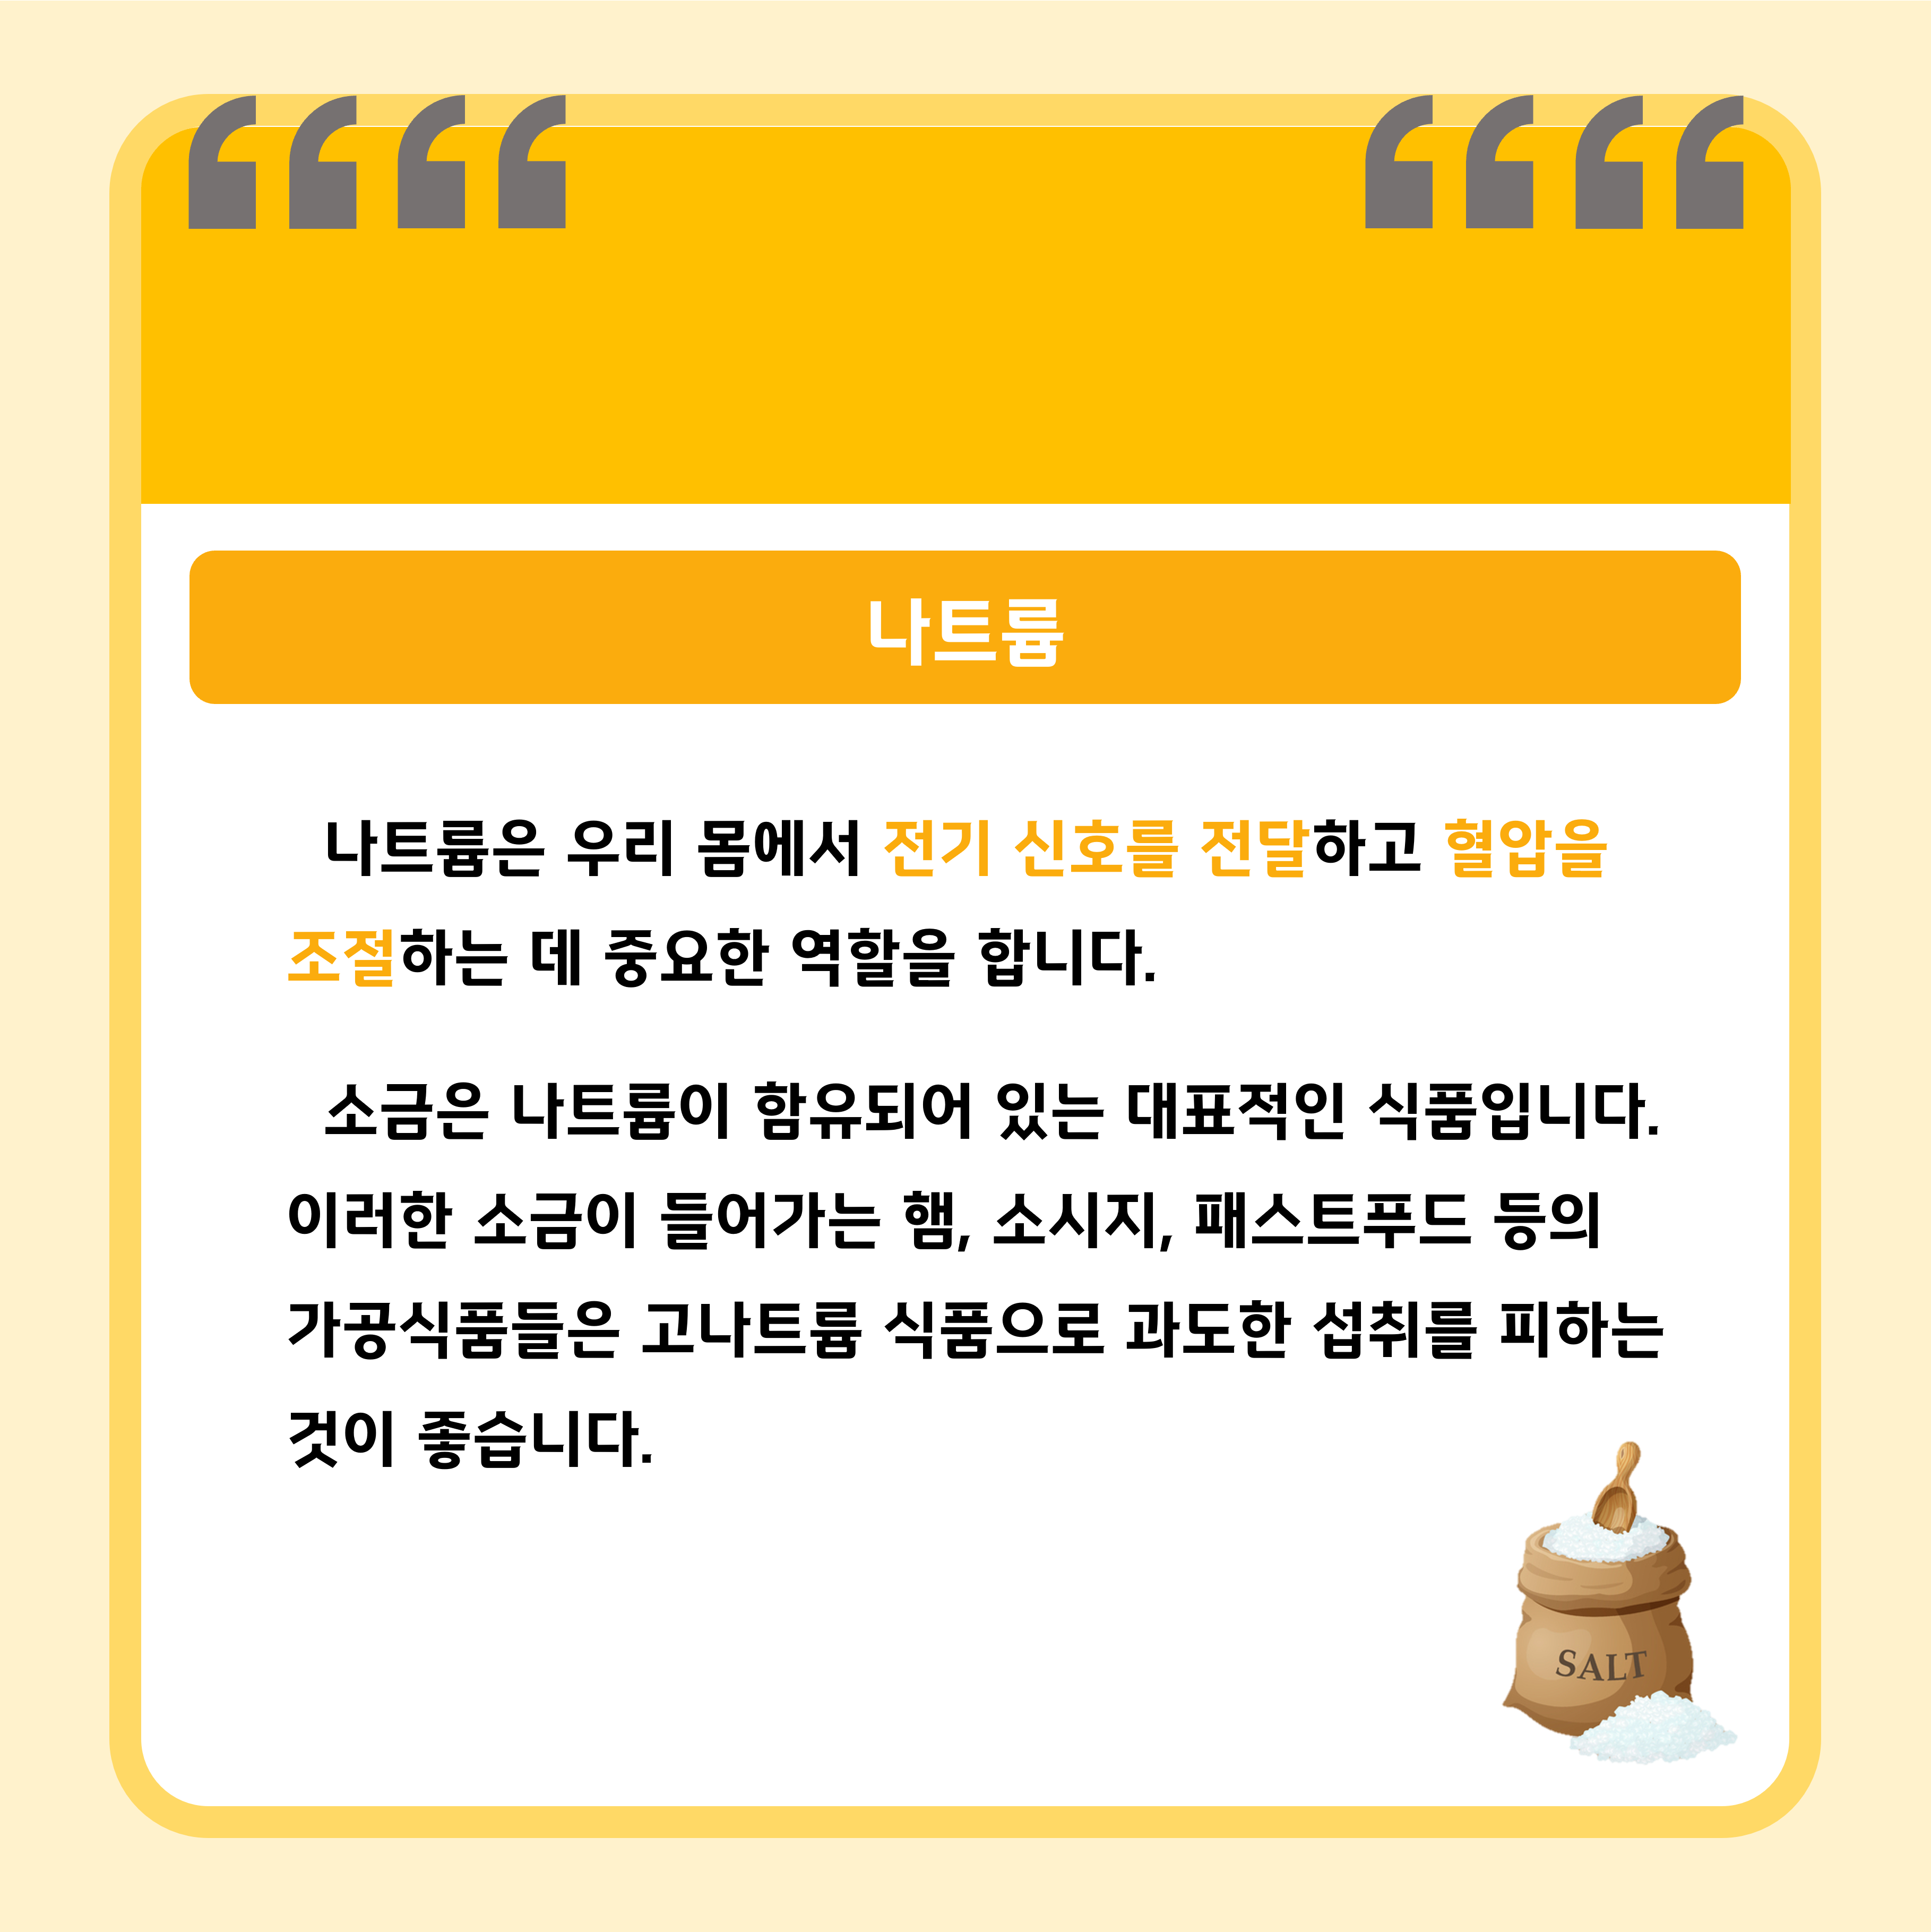 나트륨
나트륨은 우리 몸에서 전기 신호를 전달하고 혈압을
조절하는 데 중요한 역할을 합니다.
소금은 나트륨이 함유되어 있는 대표적인 식품입니다.
이러한 소금이 들어가는 햄, 소시지, 패스트푸드 등의
가공식품들은 고나트륨 식품으로 과도한 섭취를 피하는
것이 좋습니다.
SALT